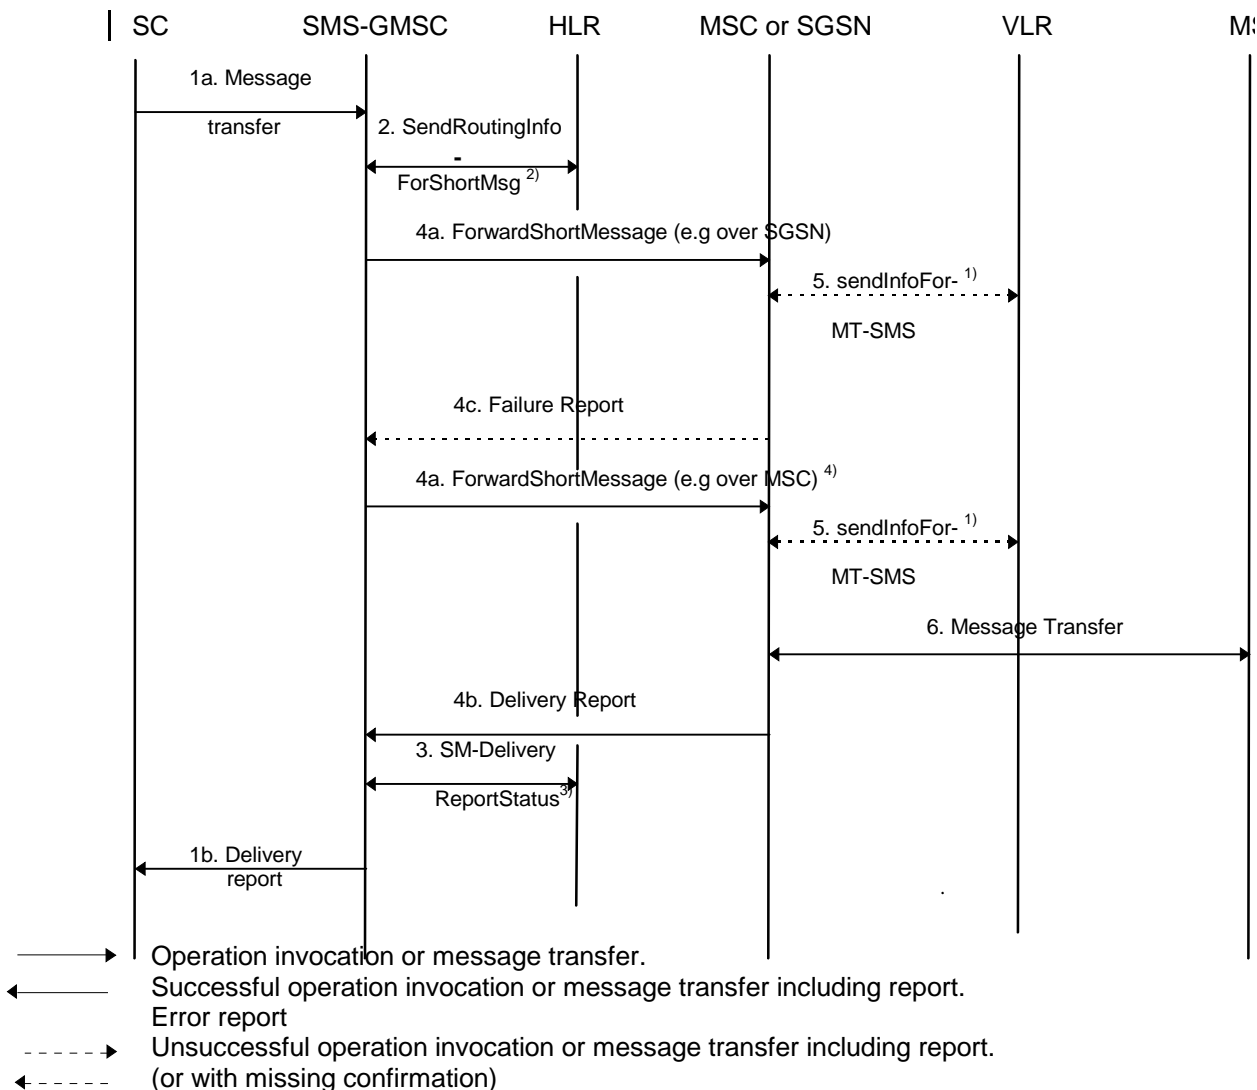 SC SMS-GMSC HLR MSC or SGSN VLR MS
1a. Message
transfer
2. SendRoutingInfo
-
ForShortMsg 2)
4a. ForwardShortMessage (e.g over SGSN)
5. sendInfoFor- 1)
MT-SMS
4c. Failure Report
4a. ForwardShortMessage (e.g over MSC) 4)
5. sendInfoFor- 1)
MT-SMS
6. Message Transfer
4b. Delivery Report
3. SM-Delivery
ReportStatus3)
1b. Delivery
report
.
Operation invocation or message transfer.
Successful operation invocation or message transfer including report.
Error report
Unsuccessful operation invocation or message transfer including report.
(or with missing confirmation)